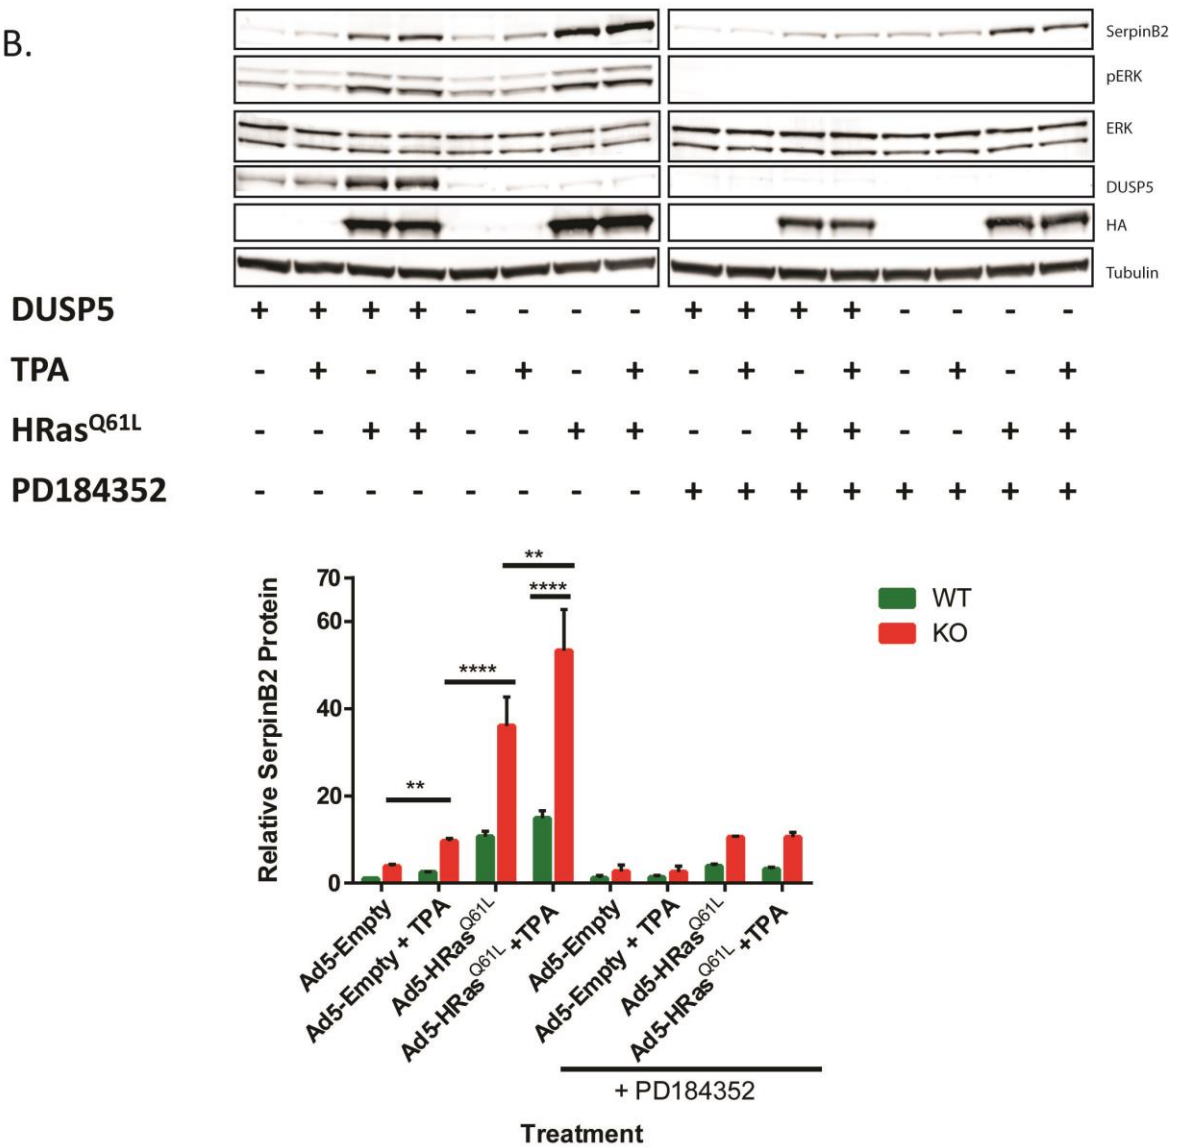 B.
SerpinB2
pERK
ERK
DUSP5
HA
Tubulin
DUSP5 + + + + - - - - + + + + - - - -
TPA - + - + - + - + - + - + - + - +
HRasQ61L - - + + - - + + - - + + - - + +
PD184352 - - - - - - - - + + + + + + + +
**
****
****
**
Relative SerpinB2 Protein
70
60
40
20
0
WT
KO
Ad5-Empty
Ad5-Empty + TPA
Ad5-HRasQ61L
Ad5-HRasQ61L +TPA
Ad5-Empty
Ad5-Empty + TPA
Ad5-HRasQ61L
Ad5-HRasQ61L +TPA
+ PD184352
Treatment